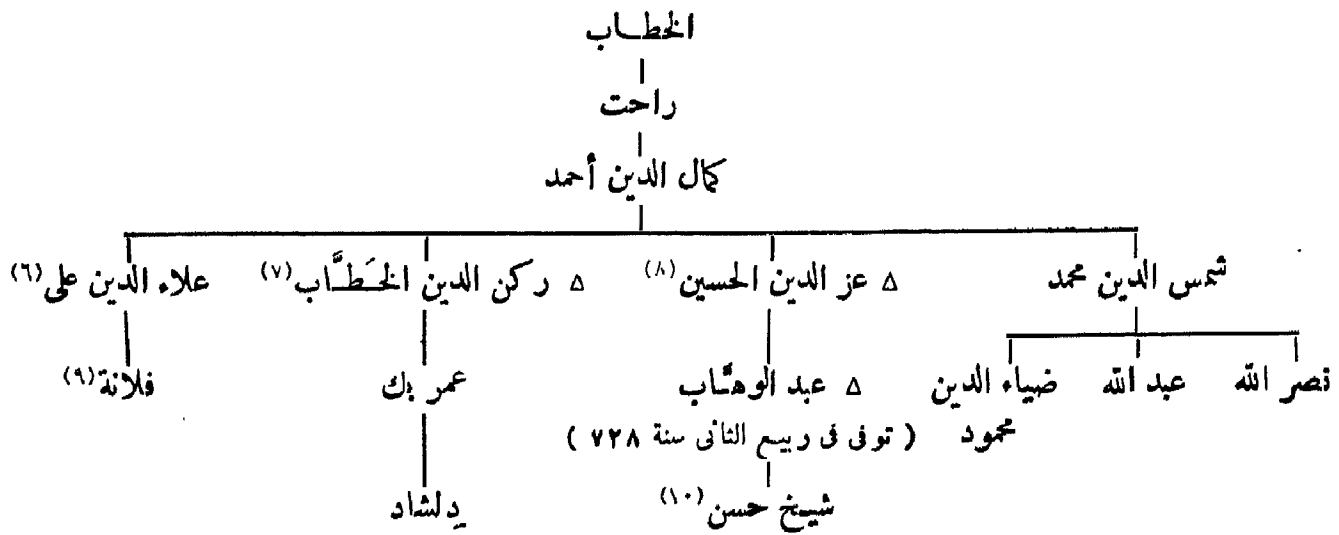 الخطاب
راحت
كمال الدين أحمد
شمس الدين محمد △ عز الدين الحسين (٨) △ ركن الدين الخَطَّاب (٧) علاء الدين على (٦)
نصر الله عبد الله ضياء الدين △ عبد الوهَّاب عمر بك فلانة (٩)
محمود ( توفى فى ربيع الثانى سنة ٧٢٨ )
شيخ حسن (١٠) دلشاد